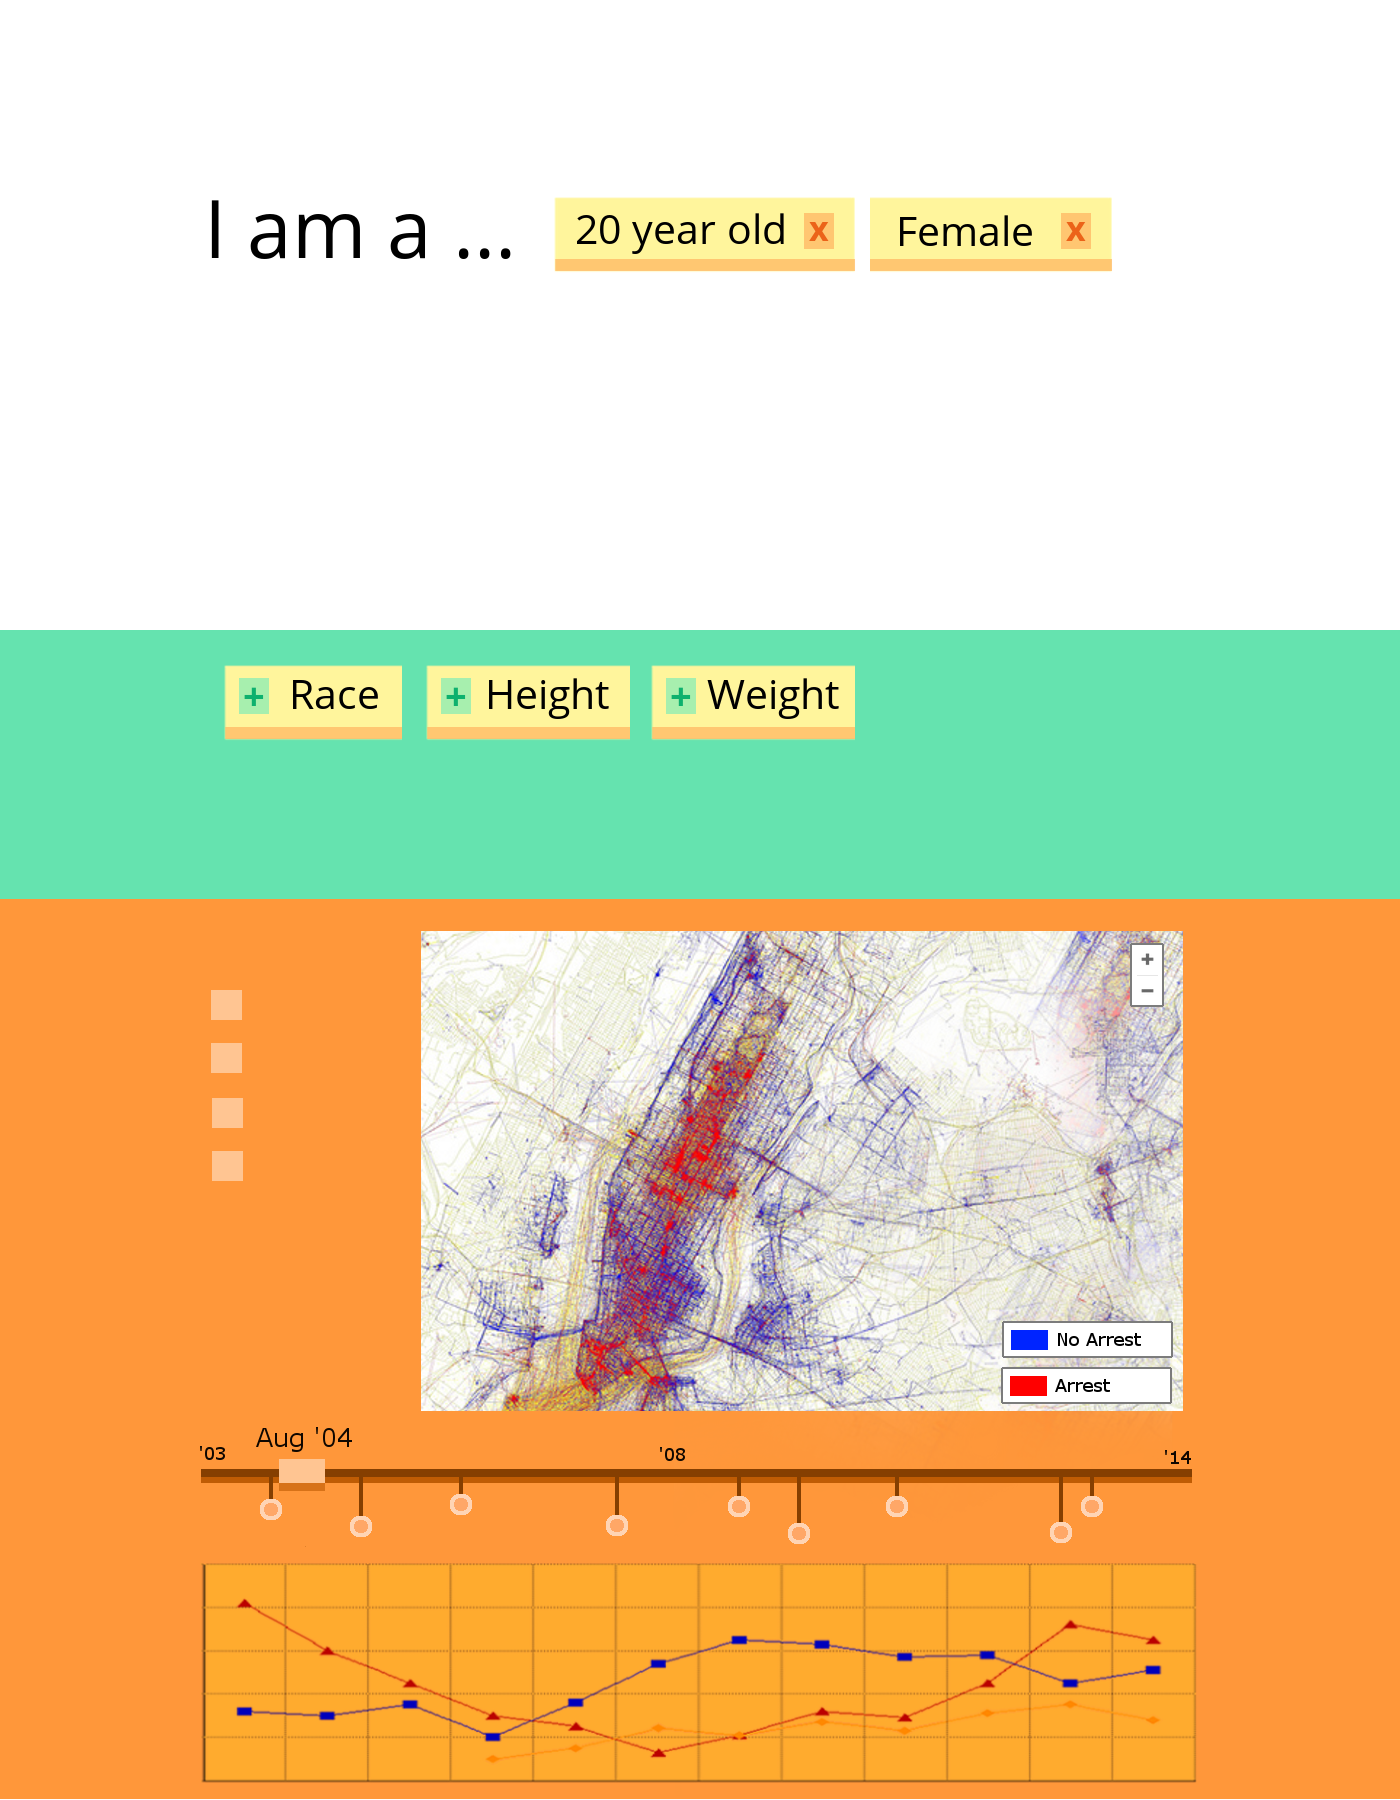 I am a ... 20 year old x Female x
+ Race + Height + Weight
+
−
No Arrest
Arrest
Aug '04
'03 '08 '14